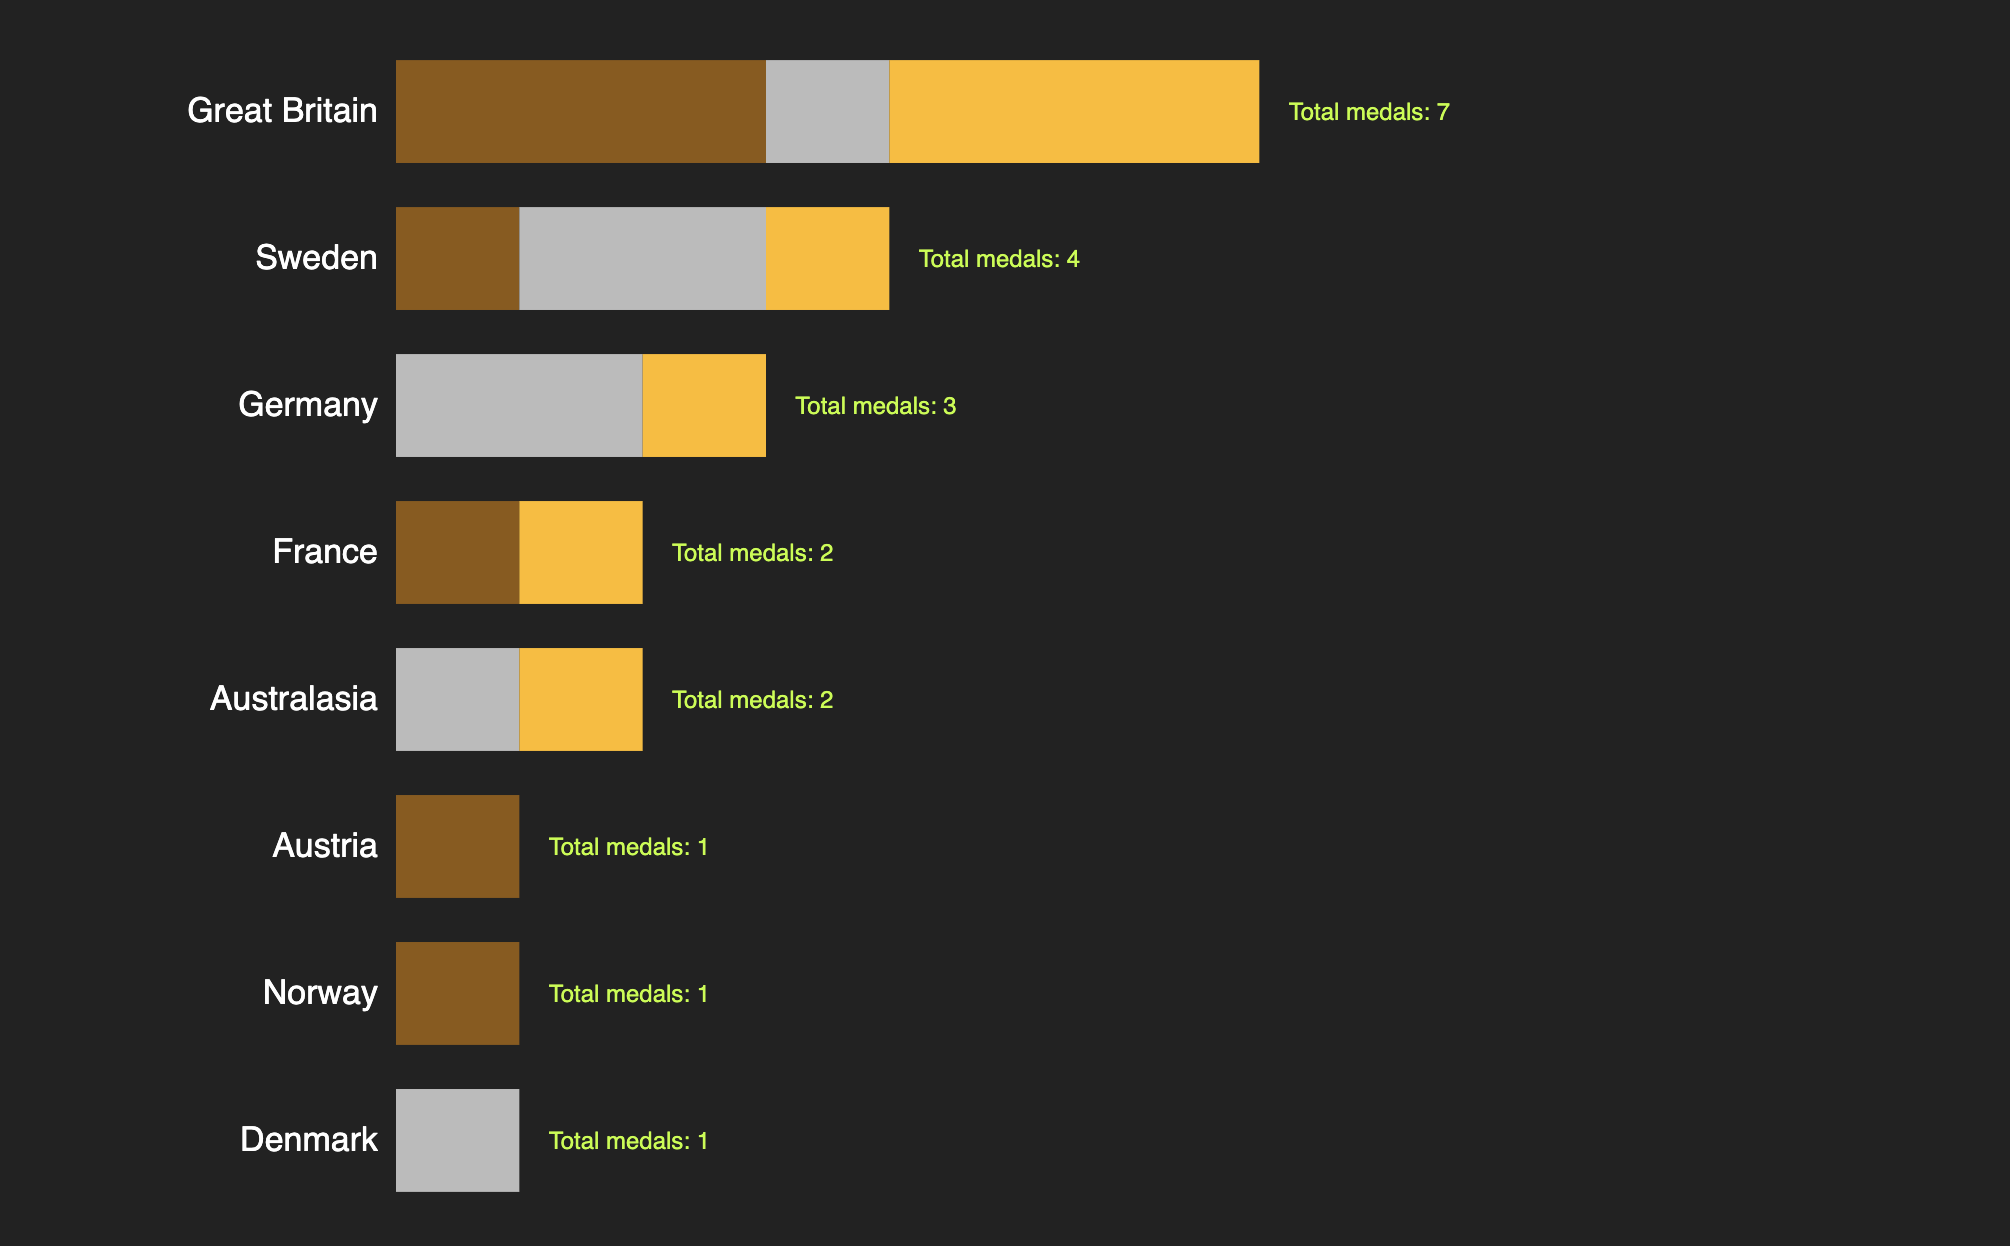 Great Britain
Total medals: 7
Sweden
Total medals: 4
Germany
Total medals: 3
France
Total medals: 2
Australasia
Total medals: 2
Austria
Total medals: 1
Norway
Total medals: 1
Denmark
Total medals: 1